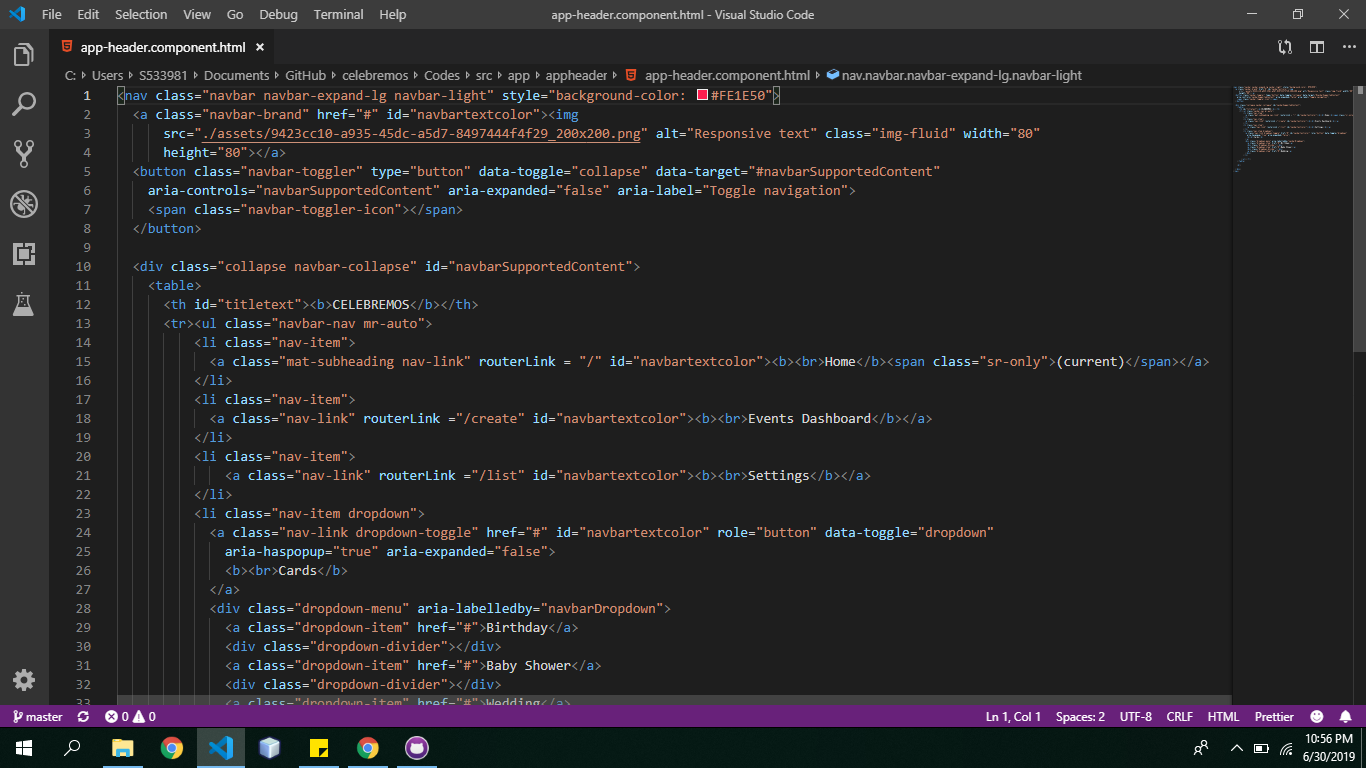 File Edit Selection View Go Debug Terminal Help app-header.component.html - Visual Studio Code
app-header.component.html ×
C: › Users › S533981 › Documents › GitHub › celebremos › Codes › src › app › appheader › app-header.component.html › nav.navbar.navbar-expand-lg.navbar-light
1 <nav class="navbar navbar-expand-lg navbar-light" style="background-color: #FE1E50">
2 <a class="navbar-brand" href="#" id="navbartextcolor"><img
3 src="./assets/9423cc10-a935-45dc-a5d7-8497444f4f29_200x200.png" alt="Responsive text" class="img-fluid" width="80"
4 height="80"></a>
5 <button class="navbar-toggler" type="button" data-toggle="collapse" data-target="#navbarSupportedContent"
6 aria-controls="navbarSupportedContent" aria-expanded="false" aria-label="Toggle navigation">
7 <span class="navbar-toggler-icon"></span>
8 </button>
9
10 <div class="collapse navbar-collapse" id="navbarSupportedContent">
11 <table>
12 <th id="titletext"><b>CELEBREMOS</b></th>
13 <tr><ul class="navbar-nav mr-auto">
14 <li class="nav-item">
15 <a class="mat-subheading nav-link" routerLink = "/" id="navbartextcolor"><b><br>Home</b><span class="sr-only">(current)</span></a>
16 </li>
17 <li class="nav-item">
18 <a class="nav-link" routerLink ="/create" id="navbartextcolor"><b><br>Events Dashboard</b></a>
19 </li>
20 <li class="nav-item">
21 <a class="nav-link" routerLink ="/list" id="navbartextcolor"><b><br>Settings</b></a>
22 </li>
23 <li class="nav-item dropdown">
24 <a class="nav-link dropdown-toggle" href="#" id="navbartextcolor" role="button" data-toggle="dropdown"
25 aria-haspopup="true" aria-expanded="false">
26 <b><br>Cards</b>
27 </a>
28 <div class="dropdown-menu" aria-labelledby="navbarDropdown">
29 <a class="dropdown-item" href="#">Birthday</a>
30 <div class="dropdown-divider"></div>
31 <a class="dropdown-item" href="#">Baby Shower</a>
32 <div class="dropdown-divider"></div>
33 <a class="dropdown-item" href="#">Wedding</a>
master 0 0 Ln 1, Col 1 Spaces: 2 UTF-8 CRLF HTML Prettier
10:56 PM
6/30/2019